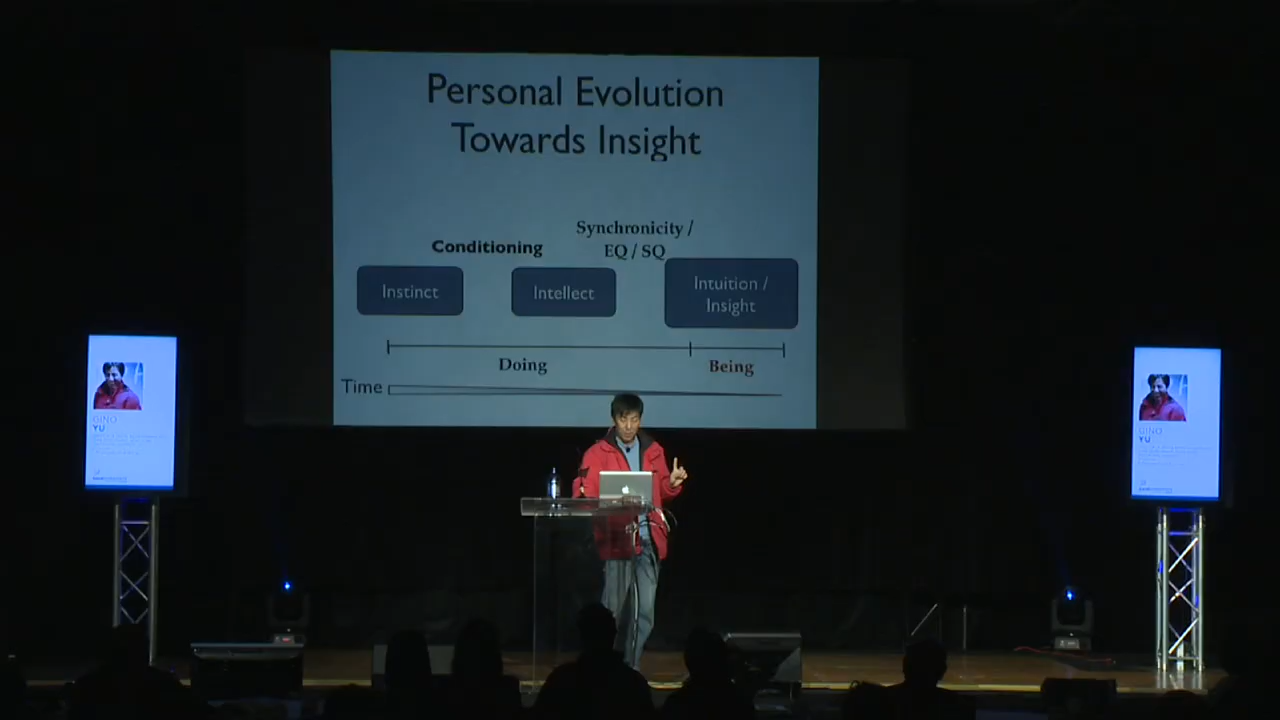 Personal Evolution
Towards Insight
Synchronicity /
EQ / SQ
Conditioning
Instinct
Intellect
Intuition /
Insight
Doing
Being
Time
GINO
YU
GINO
YU